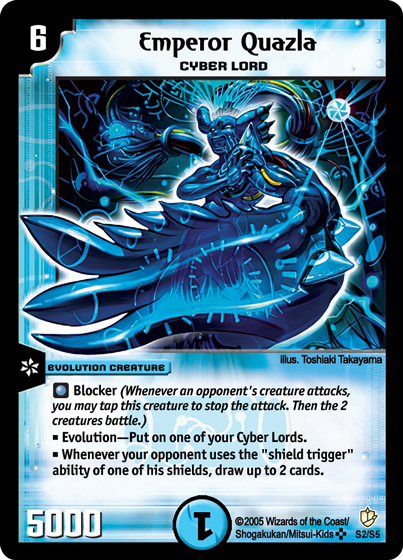 6
Emperor Quazla
CYBER LORD
illus. Toshiaki Takayama
EVOLUTION CREATURE
Blocker (Whenever an opponent's creature attacks,
you may tap this creature to stop the attack. Then the 2
creatures battle.)
▪ Evolution—Put on one of your Cyber Lords.
▪ Whenever your opponent uses the "shield trigger"
ability of one of his shields, draw up to 2 cards.
5000
1
©2005 Wizards of the Coast/
Shogakukan/Mitsui-Kids S2/S5